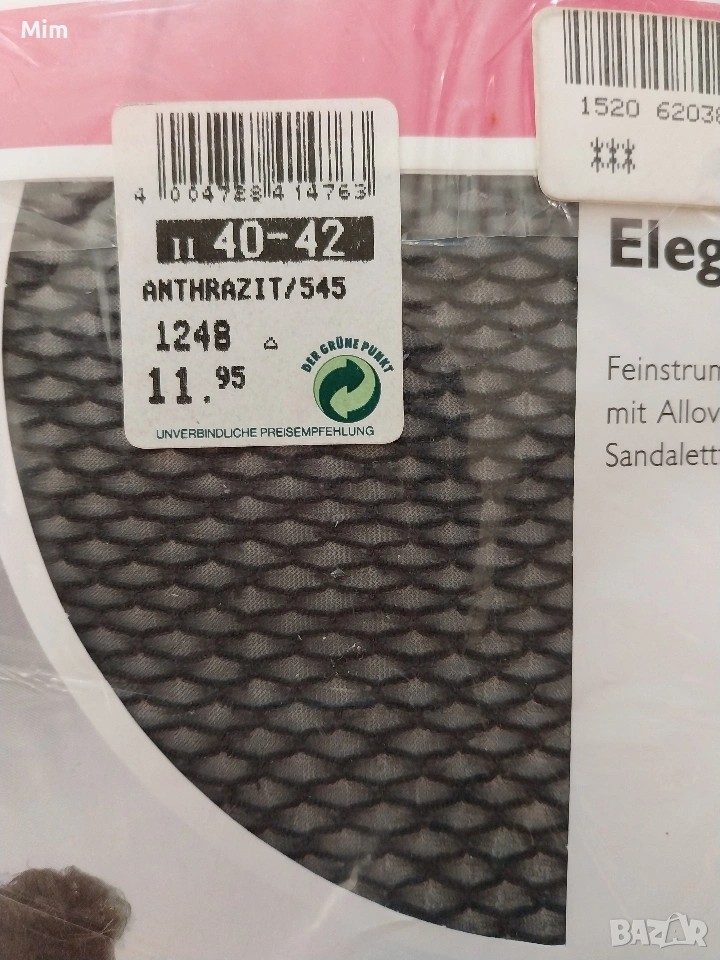 Mim
1520 62038
***
4 004728 414763
II 40-42
ANTHRAZIT/545
1248
11.95
DER GRÜNE PUNKT
UNVERBINDLICHE PREISEMPFEHLUNG
Eleg
Feinstrum
mit Allov
Sandalett
BAZAR